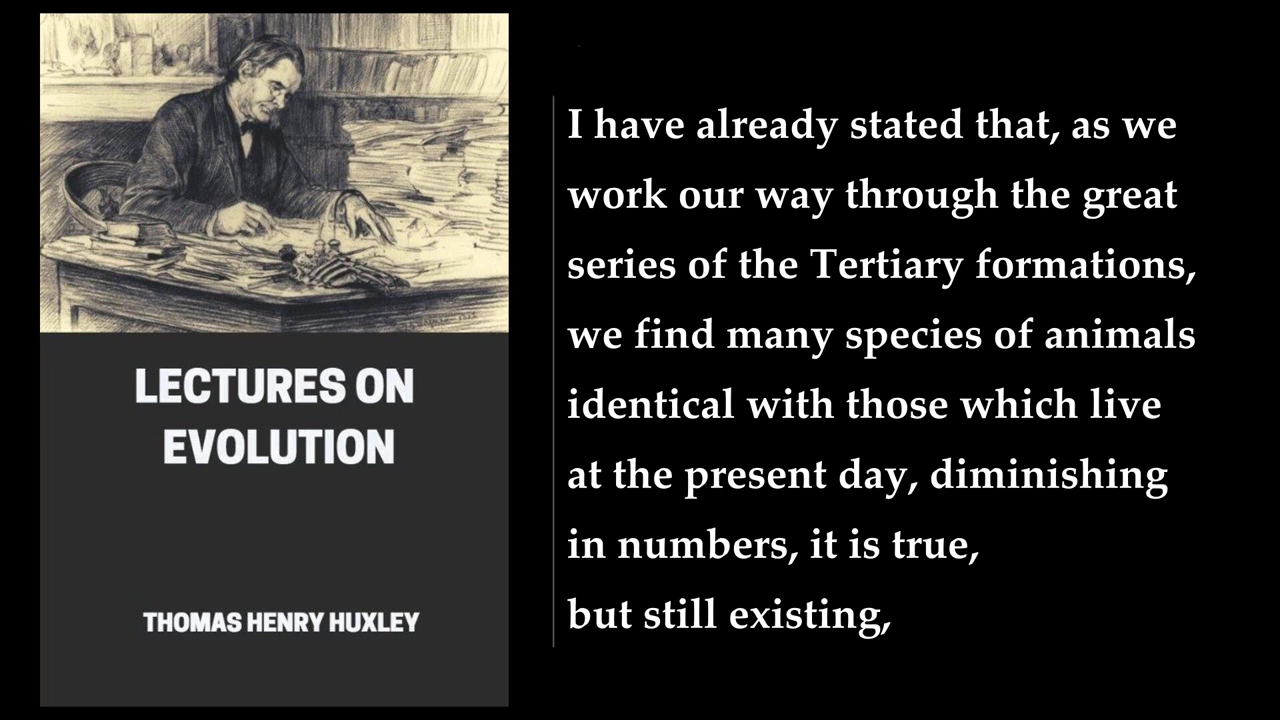 LECTURES ON
EVOLUTION
THOMAS HENRY HUXLEY
I have already stated that, as we
work our way through the great
series of the Tertiary formations,
we find many species of animals
identical with those which live
at the present day, diminishing
in numbers, it is true,
but still existing,